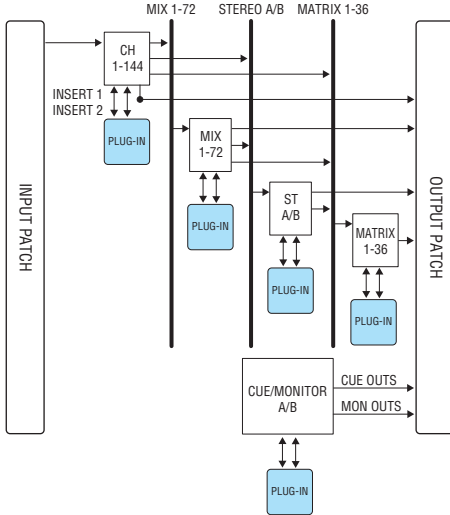 MIX 1-72
STEREO A/B
MATRIX 1-36
CH
1-144
INSERT 1
INSERT 2
PLUG-IN
MIX
1-72
PLUG-IN
ST
A/B
PLUG-IN
MATRIX
1-36
PLUG-IN
INPUT PATCH
OUTPUT PATCH
CUE/MONITOR
A/B
CUE OUTS
MON OUTS
PLUG-IN